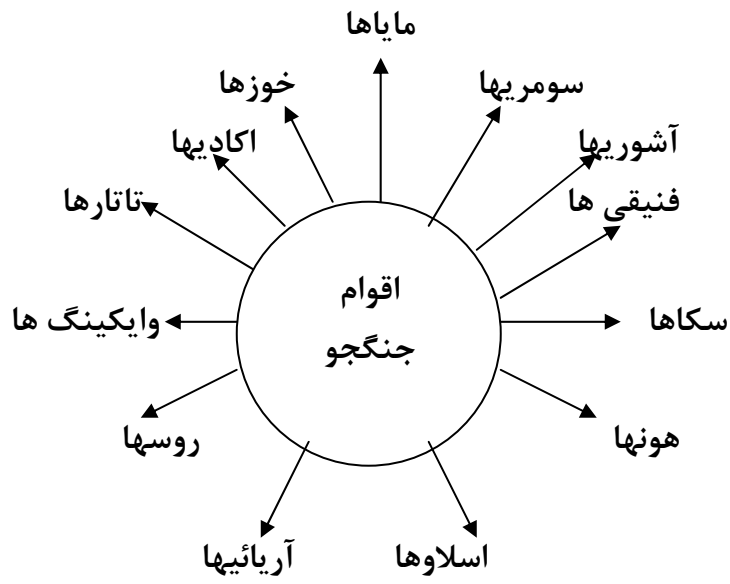 مایاها
سومریها
خوزها
آشوریها
اکادیها
فنیقی ها
تاتارها
اقوام
جنگجو
سکاها
وایکینگ ها
هونها
روسها
اسلاوها
آریائیها